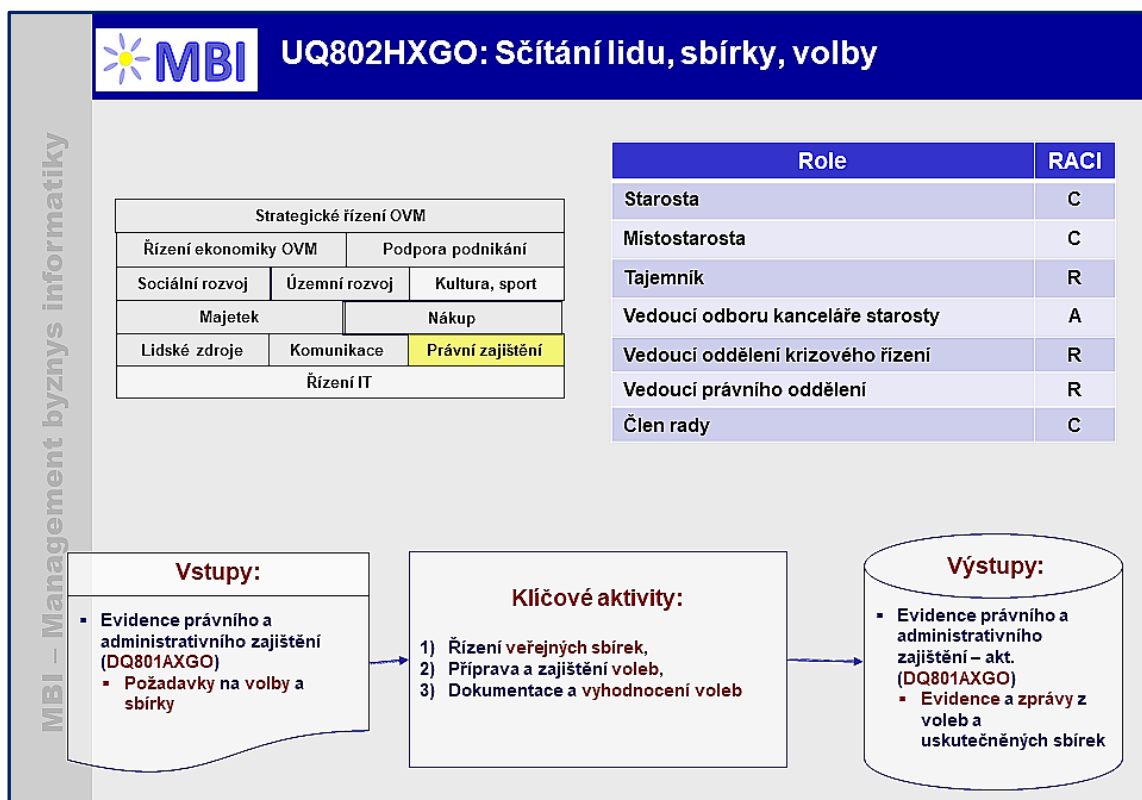 MBI
UQ802HXGO: Sčítání lidu, sbírky, volby
MBI – Management byznys informatiky
Strategické řízení OVM
Řízení ekonomiky OVM
Podpora podnikání
Sociální rozvoj
Územní rozvoj
Kultura, sport
Majetek
Nákup
Lidské zdroje
Komunikace
Právní zajištění
Řízení IT
Role RACI
Starosta C
Místostarosta C
Tajemník R
Vedoucí odboru kanceláře starosty A
Vedoucí oddělení krizového řízení R
Vedoucí právního oddělení R
Člen rady C
Vstupy:
▪ Evidence právního a
administrativního zajištění
(DQ801AXGO)
▪ Požadavky na volby a
sbírky
Klíčové aktivity:
1) Řízení veřejných sbírek,
2) Příprava a zajištění voleb,
3) Dokumentace a vyhodnocení voleb
Výstupy:
▪ Evidence právního a
administrativního
zajištění – akt.
(DQ801AXGO)
▪ Evidence a zprávy z
voleb a
uskutečněných sbírek